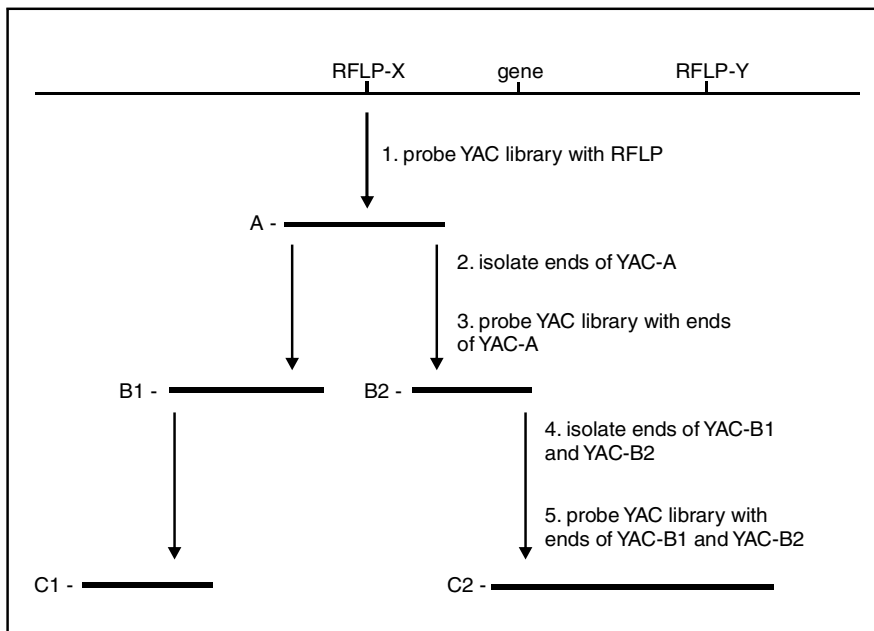 RFLP-X gene RFLP-Y
1. probe YAC library with RFLP
A -
2. isolate ends of YAC-A
3. probe YAC library with ends
of YAC-A
B1 - B2 -
4. isolate ends of YAC-B1
and YAC-B2
5. probe YAC library with
ends of YAC-B1 and YAC-B2
C1 - C2 -